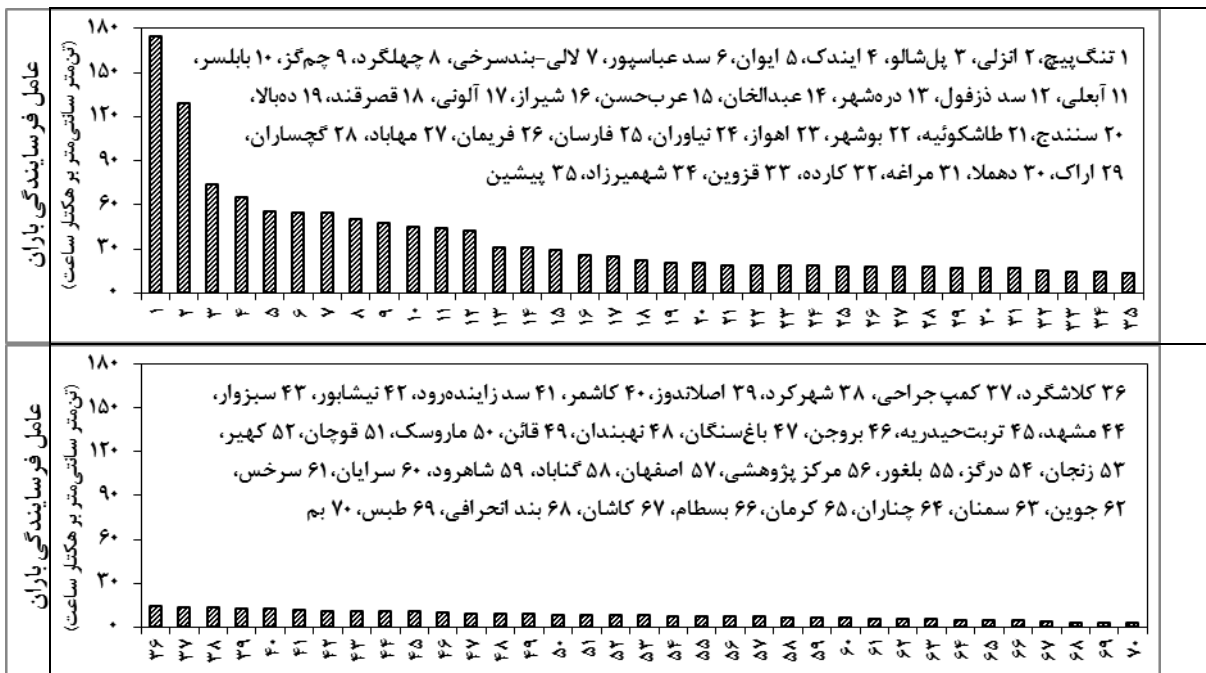 عامل فرسایندگی باران
(تن‌متر سانتی‌متر بر هکتار ساعت)
۱۸۰
۱۵۰
۱۲۰
۹۰
۶۰
۳۰
۰
۱ تنگ‌پیچ، ۲ انزلی، ۳ پل‌شالو، ۴ ایندک، ۵ ایوان، ۶ سد عباسپور، ۷ لالی-بندسرخی، ۸ چهلگرد، ۹ چم‌گز، ۱۰ بابلسر،
۱۱ آبعلی، ۱۲ سد ذزفول، ۱۳ دره‌شهر، ۱۴ عبدالخان، ۱۵ عرب‌حسن، ۱۶ شیراز، ۱۷ آلونی، ۱۸ قصرقند، ۱۹ ده‌بالا،
۲۰ سنندج، ۲۱ طاشکوئیه، ۲۲ بوشهر، ۲۳ اهواز، ۲۴ نیاوران، ۲۵ فارسان، ۲۶ فریمان، ۲۷ مهاباد، ۲۸ گچساران،
۲۹ اراک، ۳۰ دهملا، ۳۱ مراغه، ۳۲ کارده، ۳۳ قزوین، ۳۴ شهمیرزاد، ۳۵ پیشین
۱ ۲ ۳ ۴ ۵ ۶ ۷ ۸ ۹ ۱۰ ۱۱ ۱۲ ۱۳ ۱۴ ۱۵ ۱۶ ۱۷ ۱۸ ۱۹ ۲۰ ۲۱ ۲۲ ۲۳ ۲۴ ۲۵ ۲۶ ۲۷ ۲۸ ۲۹ ۳۰ ۳۱ ۳۲ ۳۳ ۳۴ ۳۵
عامل فرسایندگی باران
(تن‌متر سانتی‌متر بر هکتار ساعت)
۱۸۰
۱۵۰
۱۲۰
۹۰
۶۰
۳۰
۰
۳۶ کلاشگرد، ۳۷ کمپ جراحی، ۳۸ شهرکرد، ۳۹ اصلاندوز، ۴۰ کاشمر، ۴۱ سد زاینده‌رود، ۴۲ نیشابور، ۴۳ سبزوار،
۴۴ مشهد، ۴۵ تربت‌حیدریه، ۴۶ بروجن، ۴۷ باغ‌سنگان، ۴۸ نهبندان، ۴۹ قائن، ۵۰ ماروسک، ۵۱ قوچان، ۵۲ کهیر،
۵۳ زنجان، ۵۴ درگز، ۵۵ بلغور، ۵۶ مرکز پژوهشی، ۵۷ اصفهان، ۵۸ گناباد، ۵۹ شاهرود، ۶۰ سرایان، ۶۱ سرخس،
۶۲ جوین، ۶۳ سمنان، ۶۴ چناران، ۶۵ کرمان، ۶۶ بسطام، ۶۷ کاشان، ۶۸ بند انحرافی، ۶۹ طبس، ۷۰ بم
۳۶ ۳۷ ۳۸ ۳۹ ۴۰ ۴۱ ۴۲ ۴۳ ۴۴ ۴۵ ۴۶ ۴۷ ۴۸ ۴۹ ۵۰ ۵۱ ۵۲ ۵۳ ۵۴ ۵۵ ۵۶ ۵۷ ۵۸ ۵۹ ۶۰ ۶۱ ۶۲ ۶۳ ۶۴ ۶۵ ۶۶ ۶۷ ۶۸ ۶۹ ۷۰